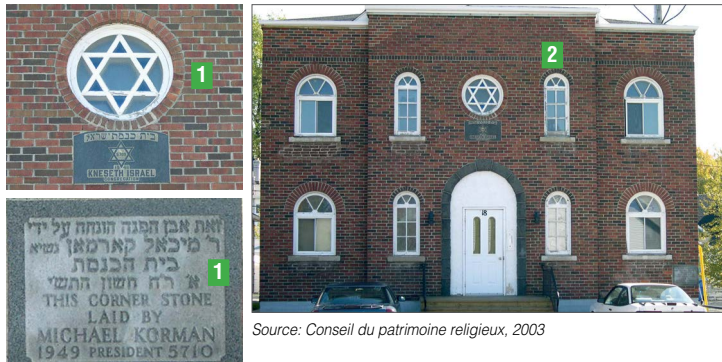 1
בית כנסת ישראל
KNESETH ISRAEL
זאת אבן הפנה הונחה על ידי
ר' מיכאל קארמאן נשיא
בית הכנסת
א' ר"ח חשון התש"י
THIS CORNER STONE
LAID BY
MICHAEL KORMAN
1949 PRESIDENT 5710
1
2
18
Source: Conseil du patrimoine religieux, 2003